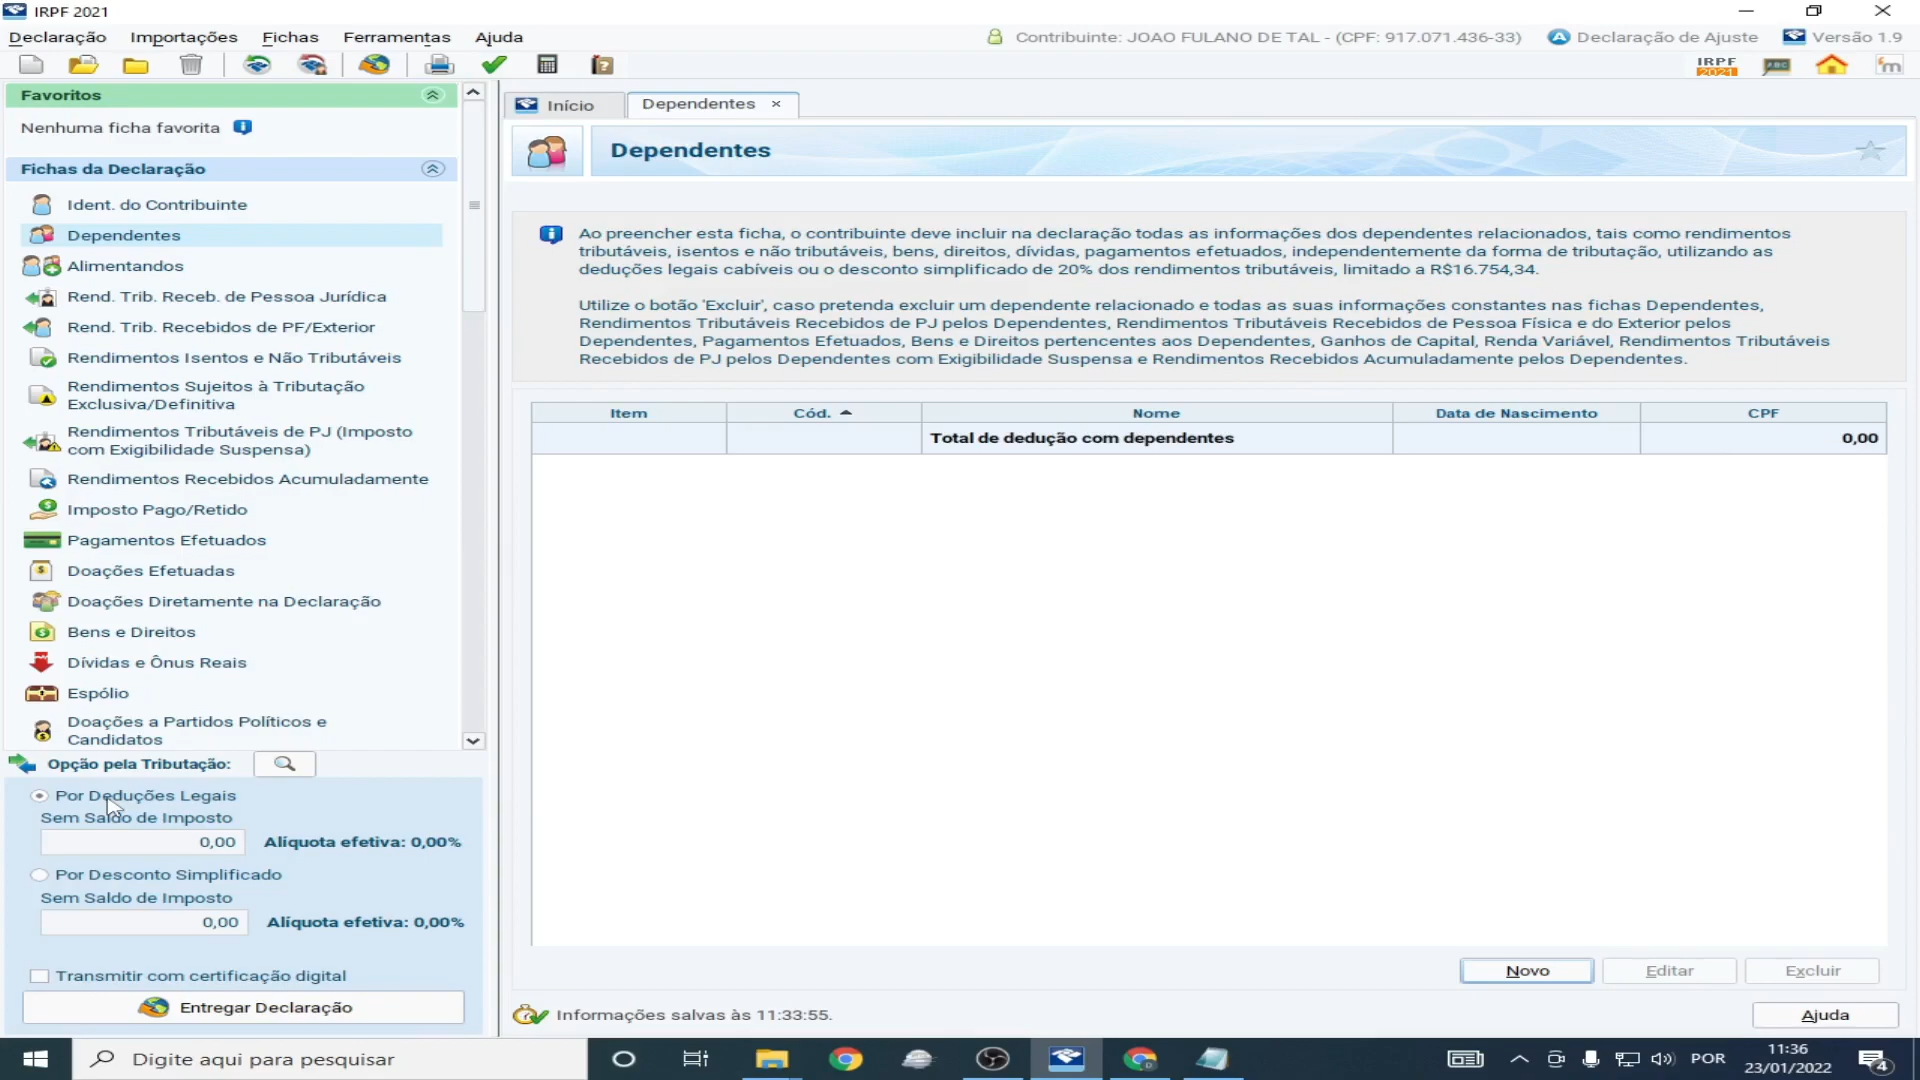 IRPF 2021
Declaração Importações Fichas Ferramentas Ajuda
Contribuinte: JOAO FULANO DE TAL - (CPF: 917.071.436-33) Declaração de Ajuste Versão 1.9
IRPF
2021
ABC
Favoritos
Nenhuma ficha favorita
Fichas da Declaração
Ident. do Contribuinte
Dependentes
Alimentandos
Rend. Trib. Receb. de Pessoa Jurídica
Rend. Trib. Recebidos de PF/Exterior
Rendimentos Isentos e Não Tributáveis
Rendimentos Sujeitos à Tributação
Exclusiva/Definitiva
Rendimentos Tributáveis de PJ (Imposto
com Exigibilidade Suspensa)
Rendimentos Recebidos Acumuladamente
Imposto Pago/Retido
Pagamentos Efetuados
Doações Efetuadas
Doações Diretamente na Declaração
Bens e Direitos
Dívidas e Ônus Reais
Espólio
Doações a Partidos Políticos e
Candidatos
Opção pela Tributação:
Por Deduções Legais
Sem Saldo de Imposto
0,00 Alíquota efetiva: 0,00%
Por Desconto Simplificado
Sem Saldo de Imposto
0,00 Alíquota efetiva: 0,00%
Transmitir com certificação digital
Entregar Declaração
Início Dependentes ×
Dependentes
Ao preencher esta ficha, o contribuinte deve incluir na declaração todas as informações dos dependentes relacionados, tais como rendimentos
tributáveis, isentos e não tributáveis, bens, direitos, dívidas, pagamentos efetuados, independentemente da forma de tributação, utilizando as
deduções legais cabíveis ou o desconto simplificado de 20% dos rendimentos tributáveis, limitado a R$16.754,34.
Utilize o botão 'Excluir', caso pretenda excluir um dependente relacionado e todas as suas informações constantes nas fichas Dependentes,
Rendimentos Tributáveis Recebidos de PJ pelos Dependentes, Rendimentos Tributáveis Recebidos de Pessoa Física e do Exterior pelos
Dependentes, Pagamentos Efetuados, Bens e Direitos pertencentes aos Dependentes, Ganhos de Capital, Renda Variável, Rendimentos Tributáveis
Recebidos de PJ pelos Dependentes com Exigibilidade Suspensa e Rendimentos Recebidos Acumuladamente pelos Dependentes.
Item Cód. Nome Data de Nascimento CPF
Total de dedução com dependentes 0,00
Novo Editar Excluir
Informações salvas às 11:33:55.
Ajuda
Digite aqui para pesquisar
POR
11:36
23/01/2022
4